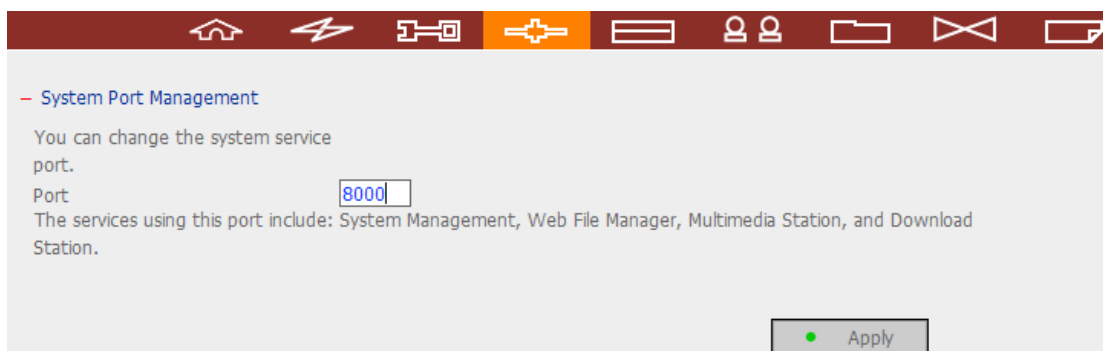 – System Port Management
You can change the system service
port.
Port 8000
The services using this port include: System Management, Web File Manager, Multimedia Station, and Download
Station.
Apply